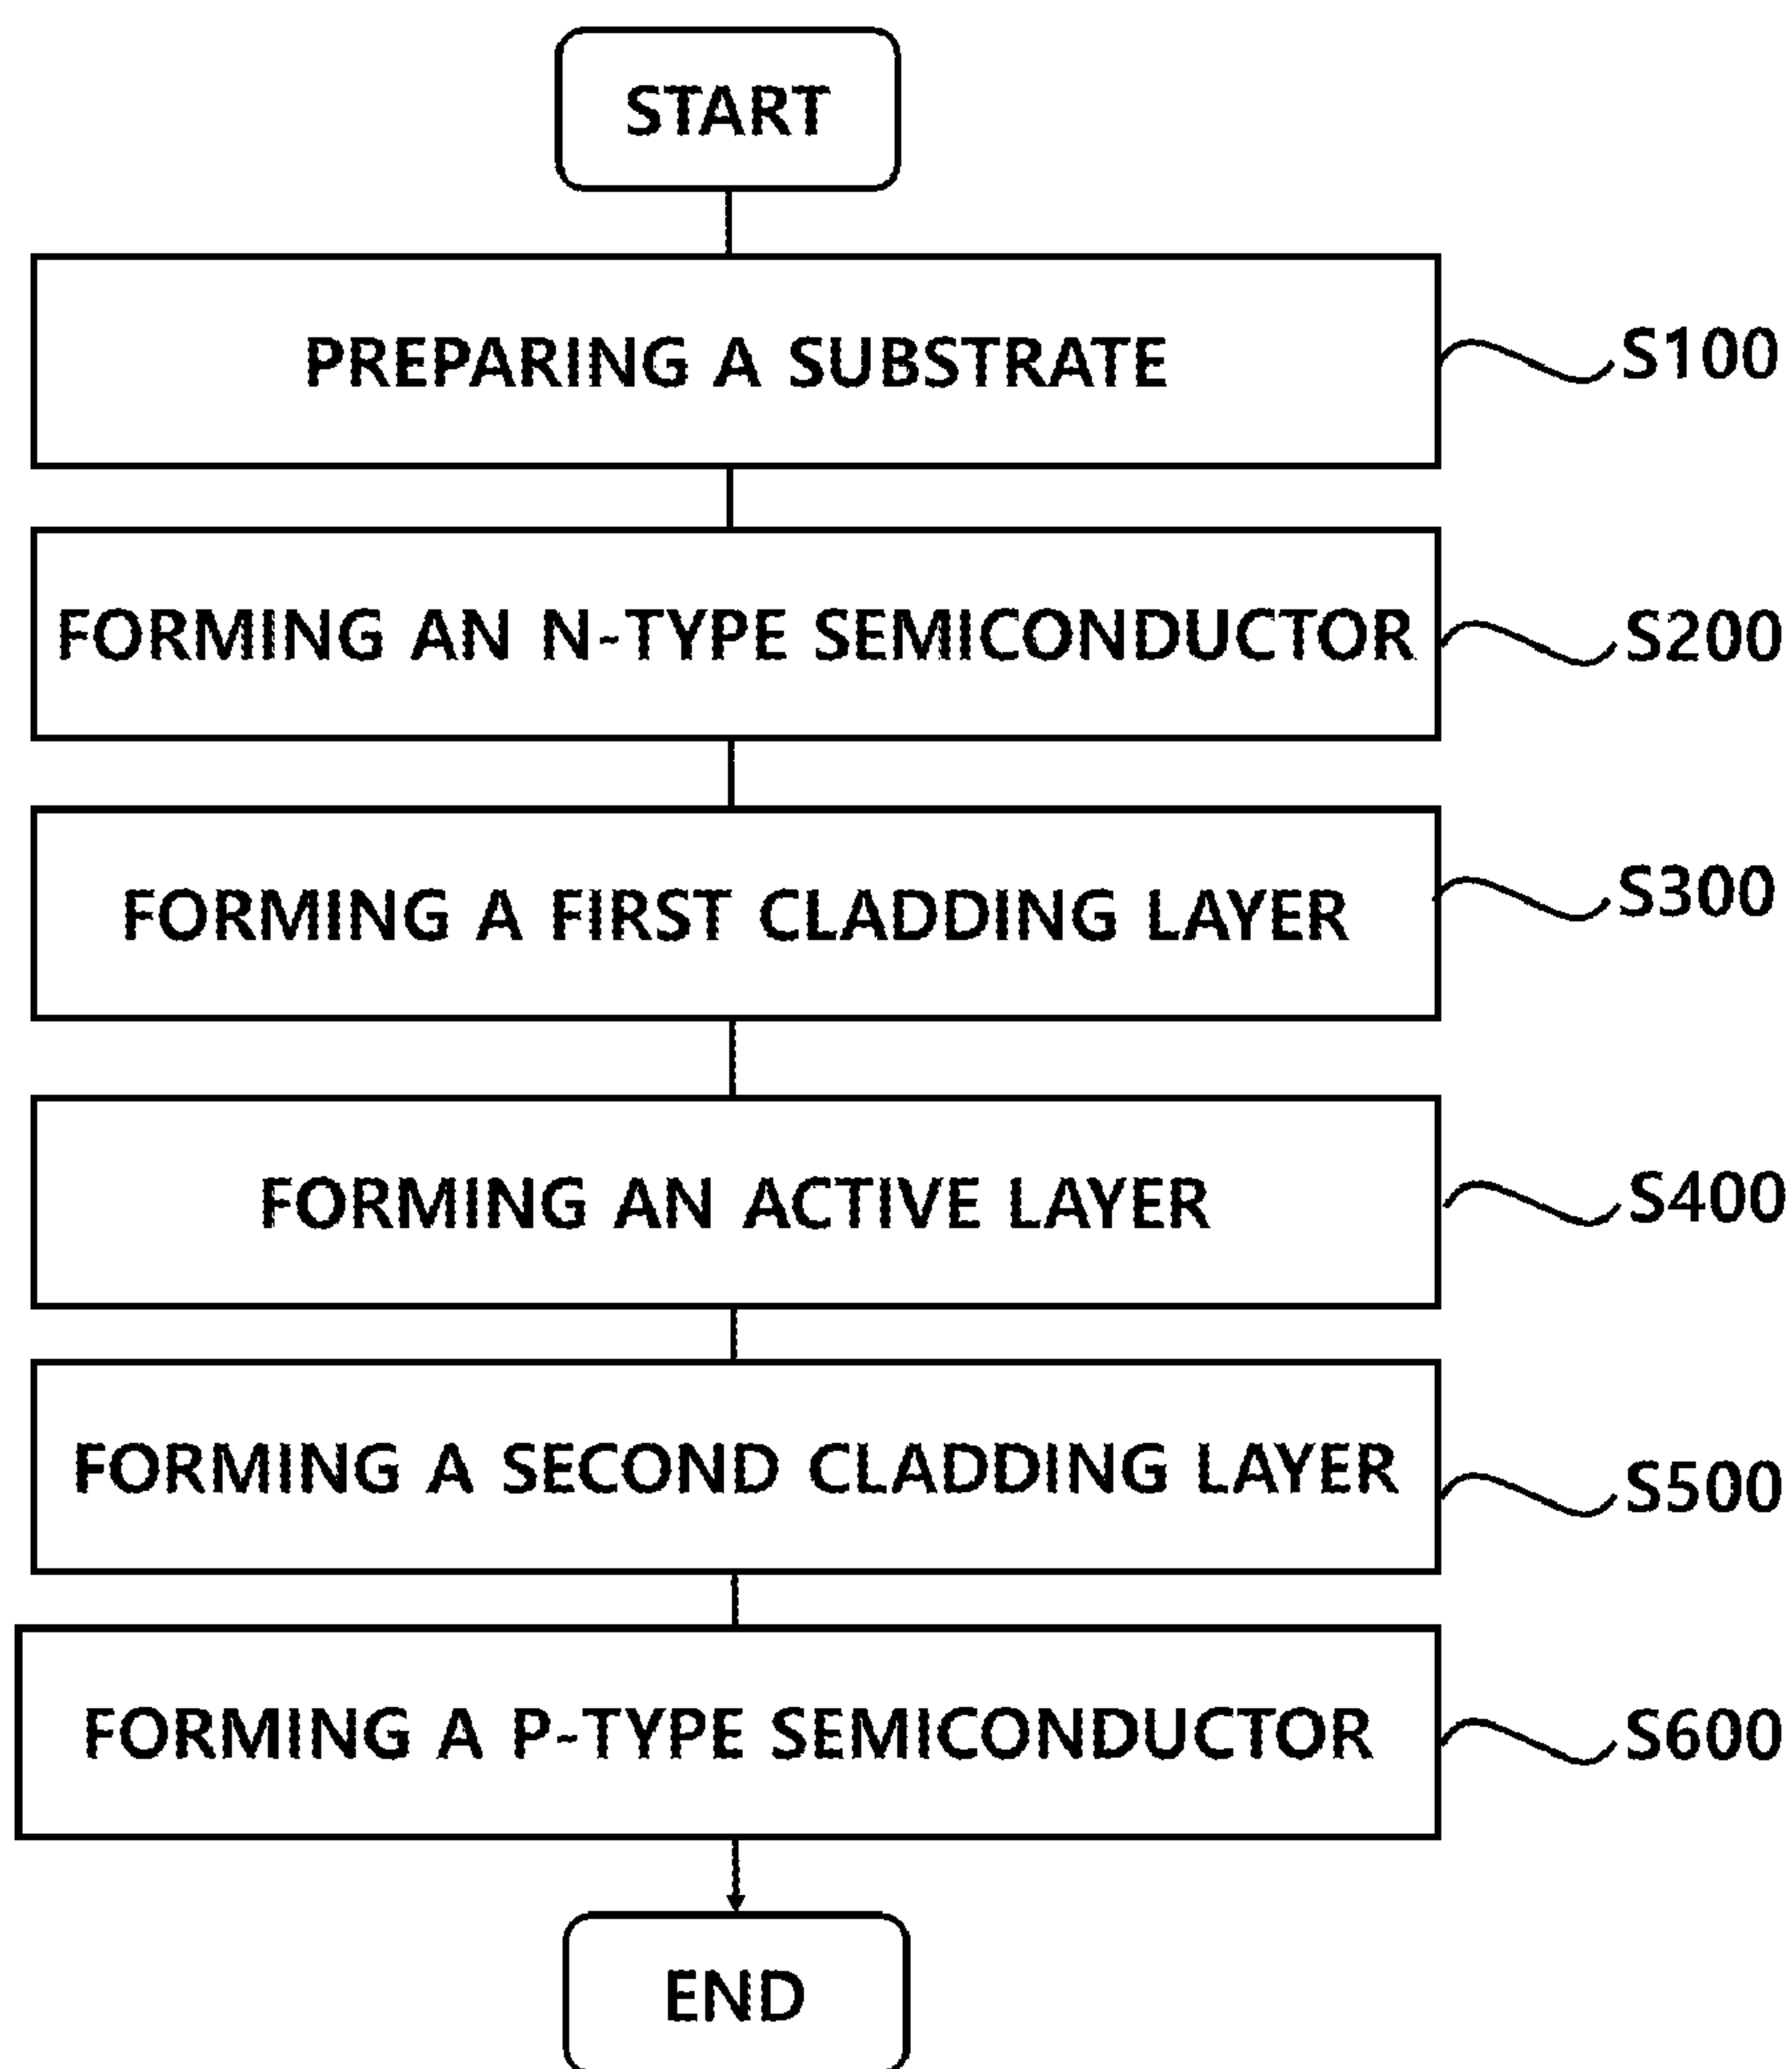 START
PREPARING A SUBSTRATE
S100
FORMING AN N-TYPE SEMICONDUCTOR
S200
FORMING A FIRST CLADDING LAYER
S300
FORMING AN ACTIVE LAYER
S400
FORMING A SECOND CLADDING LAYER
S500
FORMING A P-TYPE SEMICONDUCTOR
S600
END